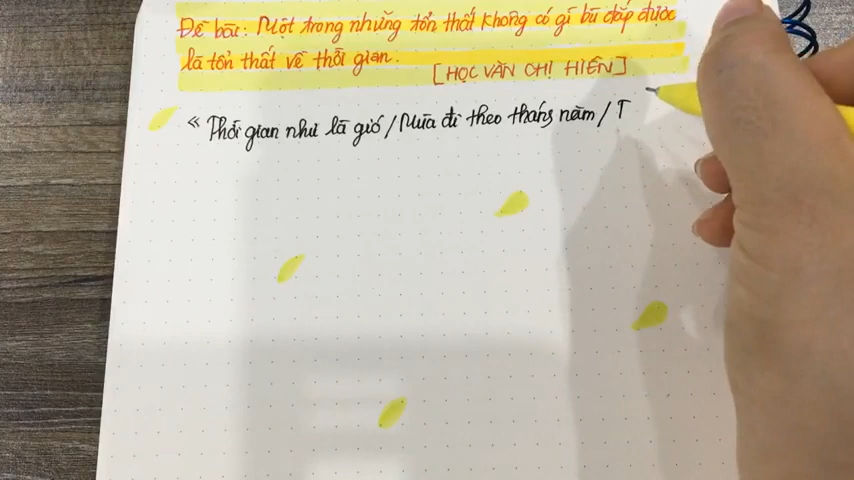 Đề bài: Một trong những tổn thất không có gì bù đắp được
là tổn thất về thời gian.
[HỌC VĂN CHỊ HIÊN]
« Thời gian như là gió / Mùa đi theo tháng năm / T